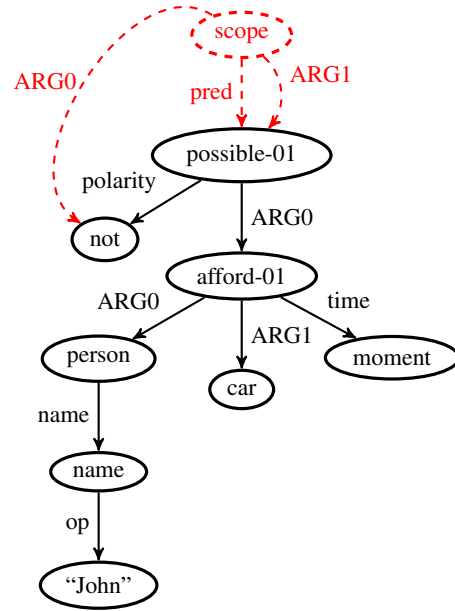 scope
ARG0
pred
ARG1
possible-01
polarity
not
ARG0
afford-01
ARG0
ARG1
time
person
car
moment
name
name
op
“John”